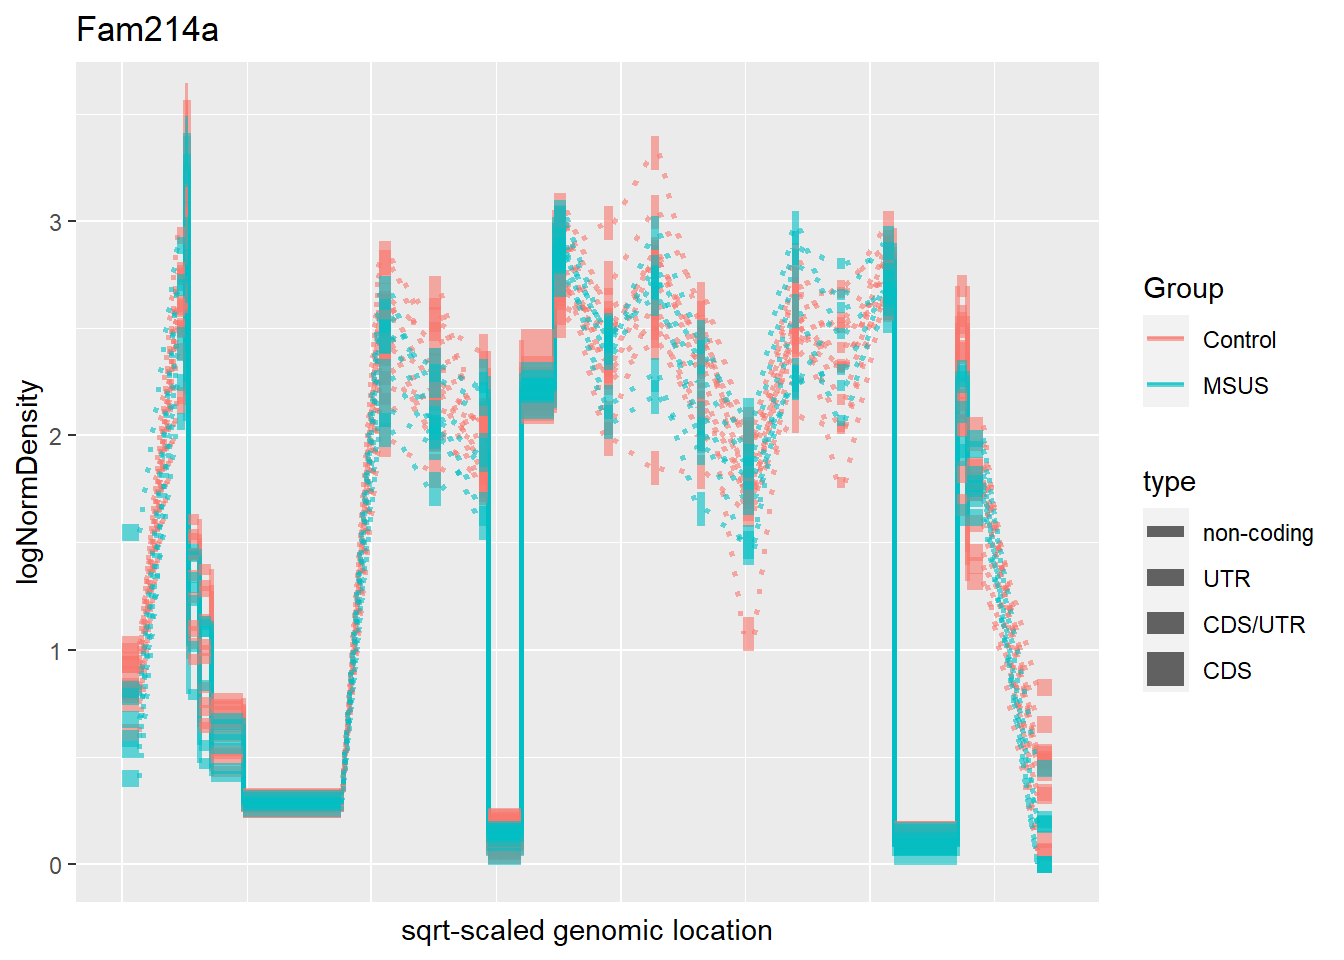 Fam214a
logNormDensity
3
2
1
0
sqrt-scaled genomic location
Group
Control
MSUS
type
non-coding
UTR
CDS/UTR
CDS